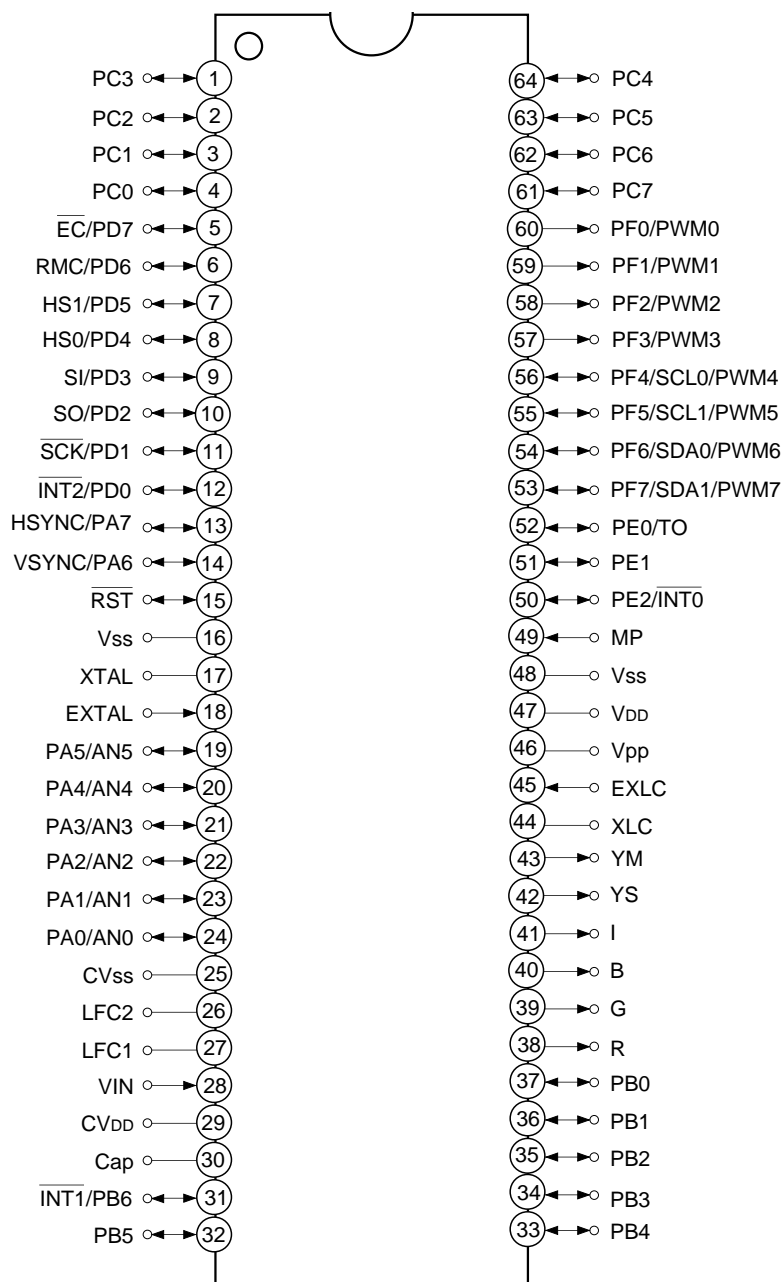 PC3 1 64 PC4
PC2 2 63 PC5
PC1 3 62 PC6
PC0 4 61 PC7
E̅C̅/PD7 5 60 PF0/PWM0
RMC/PD6 6 59 PF1/PWM1
HS1/PD5 7 58 PF2/PWM2
HS0/PD4 8 57 PF3/PWM3
SI/PD3 9 56 PF4/SCL0/PWM4
SO/PD2 10 55 PF5/SCL1/PWM5
S̅C̅K̅/PD1 11 54 PF6/SDA0/PWM6
I̅N̅T̅2̅/PD0 12 53 PF7/SDA1/PWM7
HSYNC/PA7 13 52 PE0/TO
VSYNC/PA6 14 51 PE1
R̅S̅T̅ 15 50 PE2/I̅N̅T̅0̅
Vss 16 49 MP
XTAL 17 48 Vss
EXTAL 18 47 VDD
PA5/AN5 19 46 Vpp
PA4/AN4 20 45 EXLC
PA3/AN3 21 44 XLC
PA2/AN2 22 43 YM
PA1/AN1 23 42 YS
PA0/AN0 24 41 I
CVss 25 40 B
LFC2 26 39 G
LFC1 27 38 R
VIN 28 37 PB0
CVDD 29 36 PB1
Cap 30 35 PB2
I̅N̅T̅1̅/PB6 31 34 PB3
PB5 32 33 PB4